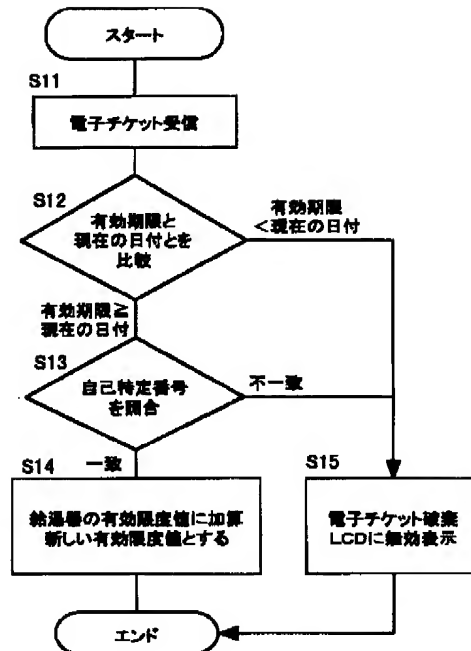 スタート
S11
電子チケット受信
S12
有効期限と
現在の日付とを
比較
有効期限
<現在の日付
有効期限≧
現在の日付
S13
自己特定番号
を照合
不一致
S14
一致
給湯器の有効限度値に加算
新しい有効限度値とする
S15
電子チケット破棄
LCDに無効表示
エンド